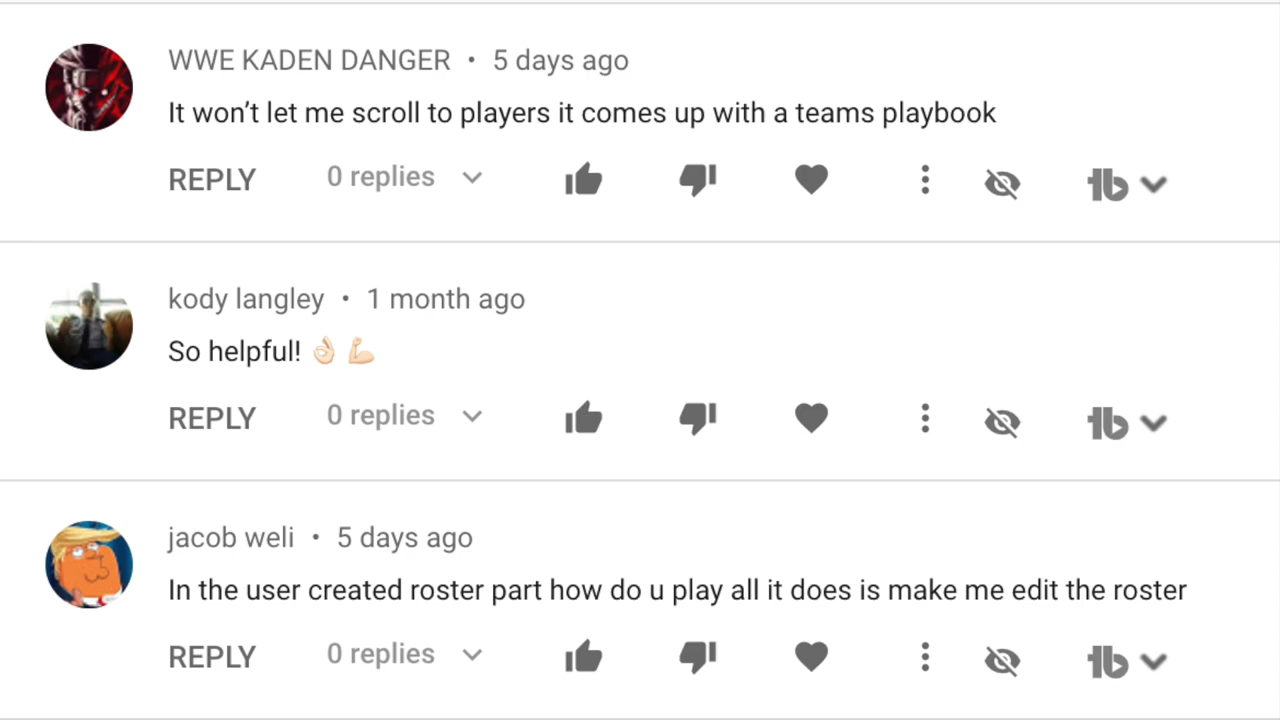 WWE KADEN DANGER • 5 days ago
It won’t let me scroll to players it comes up with a teams playbook
REPLY 0 replies
kody langley • 1 month ago
So helpful! 👌🏻 💪🏻
REPLY 0 replies
jacob weli • 5 days ago
In the user created roster part how do u play all it does is make me edit the roster
REPLY 0 replies